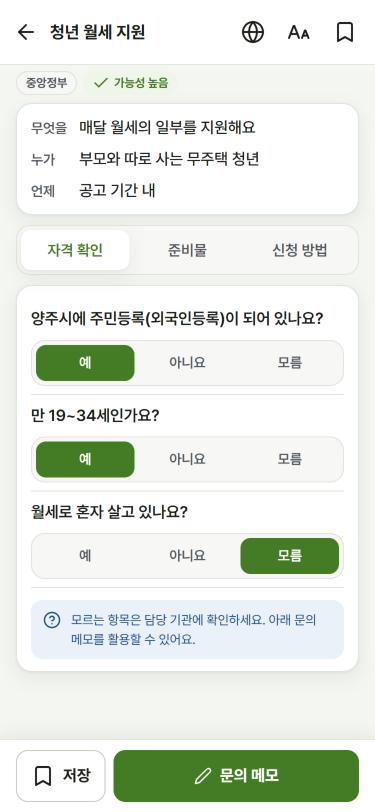 청년 월세 지원
AA
중앙정부
가능성 높음
무엇을 매달 월세의 일부를 지원해요
누가 부모와 따로 사는 무주택 청년
언제 공고 기간 내
자격 확인 준비물 신청 방법
양주시에 주민등록(외국인등록)이 되어 있나요?
예 아니요 모름
만 19~34세인가요?
예 아니요 모름
월세로 혼자 살고 있나요?
예 아니요 모름
모르는 항목은 담당 기관에 확인하세요. 아래 문의
메모를 활용할 수 있어요.
저장 문의 메모